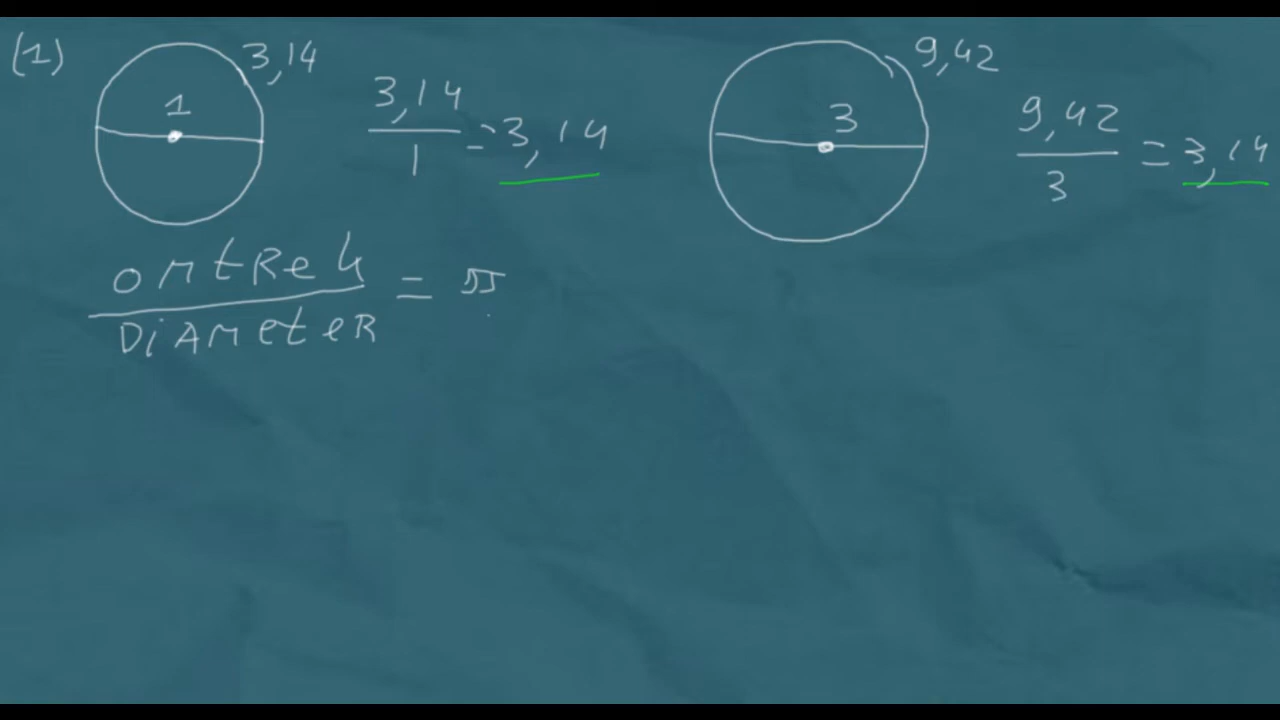 (1)
3,14
1
3,14 / 1 = 3,14
9,42
3
9,42 / 3 = 3,14
OMTREK / DIAMETER = π